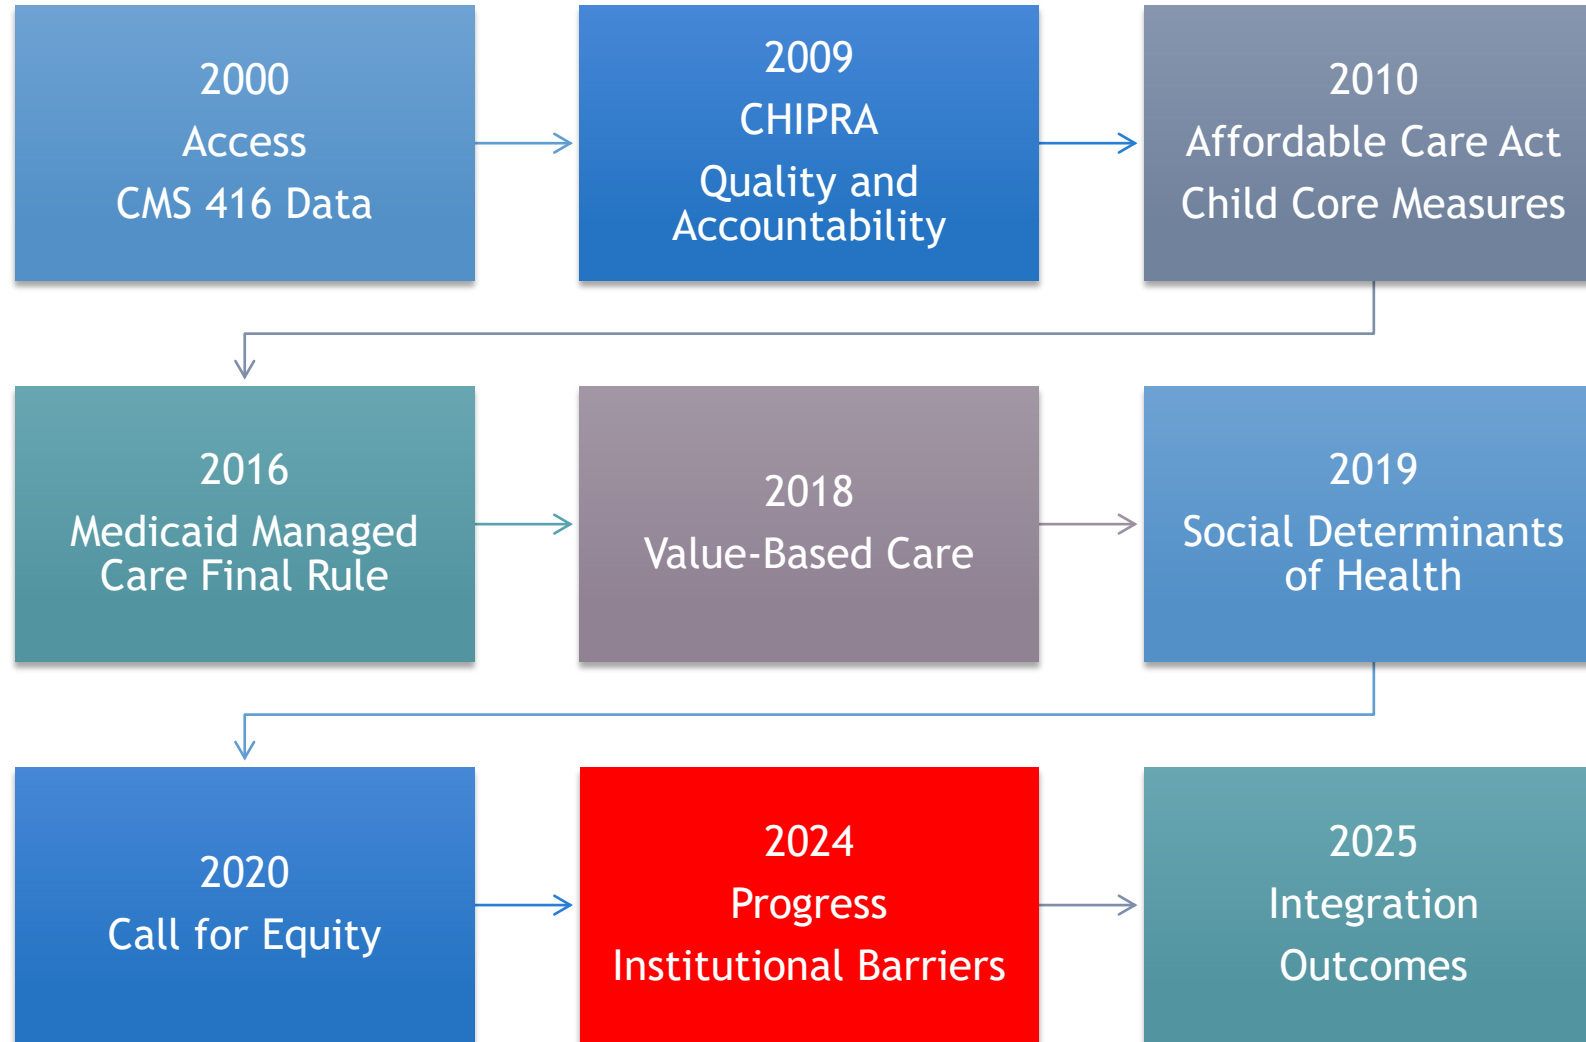 2000
Access
CMS 416 Data
2009
CHIPRA
Quality and
Accountability
2010
Affordable Care Act
Child Core Measures
2016
Medicaid Managed
Care Final Rule
2018
Value-Based Care
2019
Social Determinants
of Health
2020
Call for Equity
2024
Progress
Institutional Barriers
2025
Integration
Outcomes